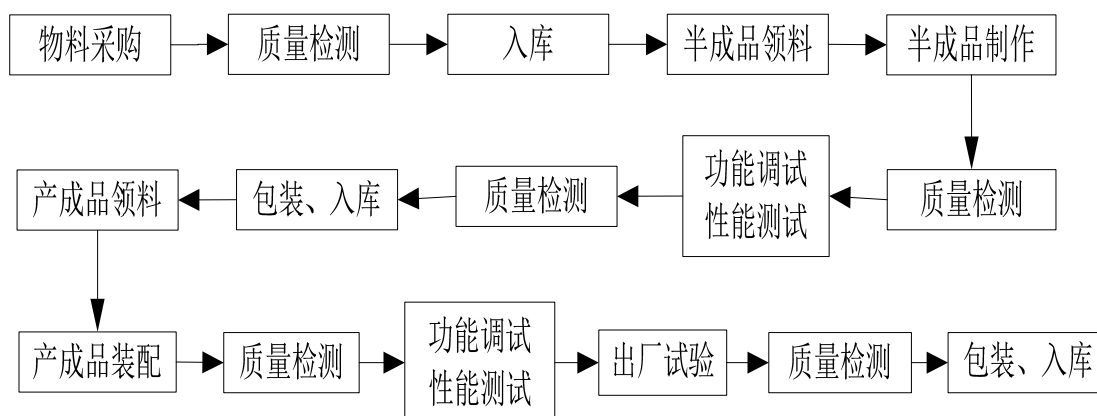 物料采购
质量检测
入库
半成品领料
半成品制作
质量检测
功能调试
性能测试
质量检测
包装、入库
产成品领料
产成品装配
质量检测
功能调试
性能测试
出厂试验
质量检测
包装、入库